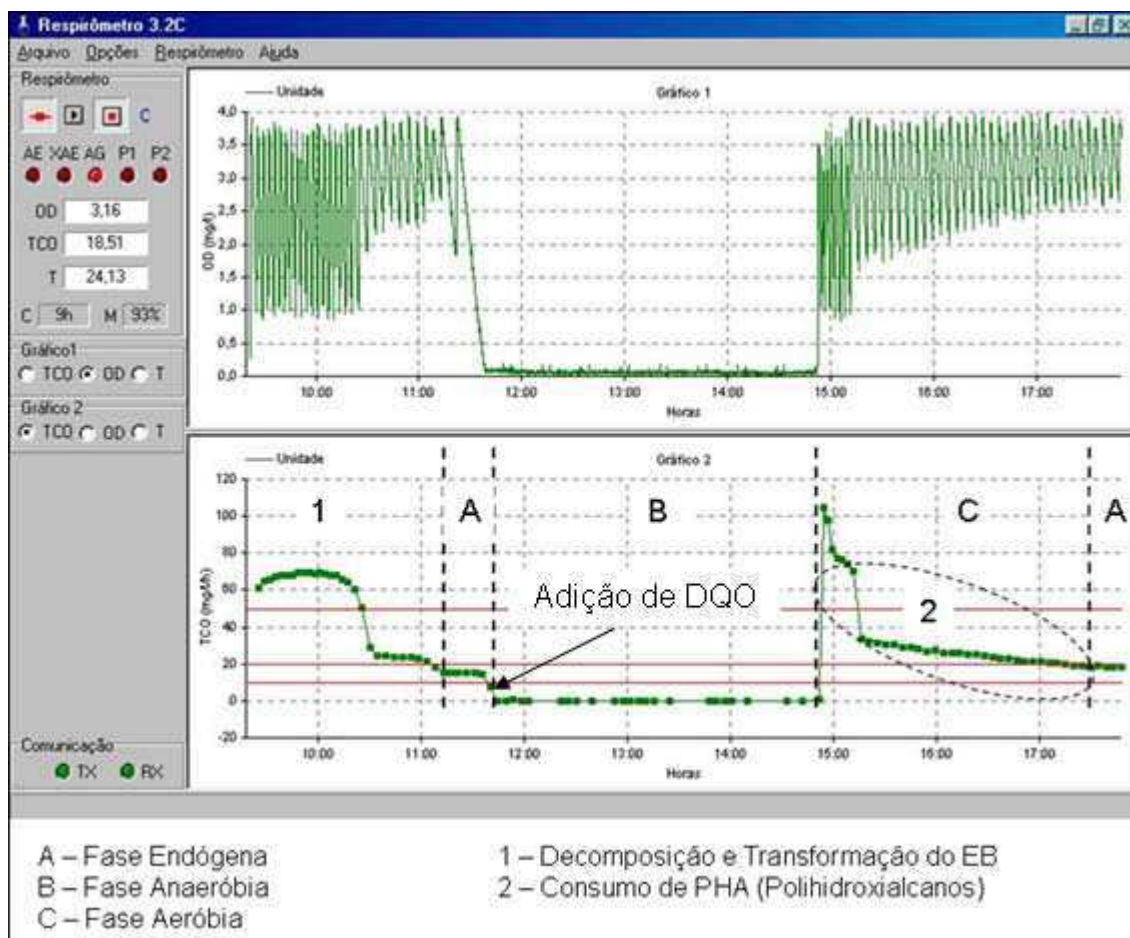 Respirômetro 3.2C
Arquivo Opções Respirômetro Ajuda
Respirômetro
C
AE XAE AG P1 P2
OD 3,16
TCO 18,51
T 24,13
C 9h M 93%
Gráfico1
TCO OD T
Gráfico 2
TCO OD T
Comunicação
TX RX
Unidade
Gráfico 1
OD (mg/l)
4,0
3,5
3,0
2,5
2,0
1,5
1,0
0,5
0,0
10:00 11:00 12:00 13:00 14:00 15:00 16:00 17:00
Horas
Unidade
Gráfico 2
TCO (mg/l/h)
120
100
80
60
40
20
0
-20
1 A B C A
Adição de DQO
2
10:00 11:00 12:00 13:00 14:00 15:00 16:00 17:00
Horas
A – Fase Endógena
B – Fase Anaeróbia
C – Fase Aeróbia
1 – Decomposição e Transformação do EB
2 – Consumo de PHA (Polihidroxialcanos)